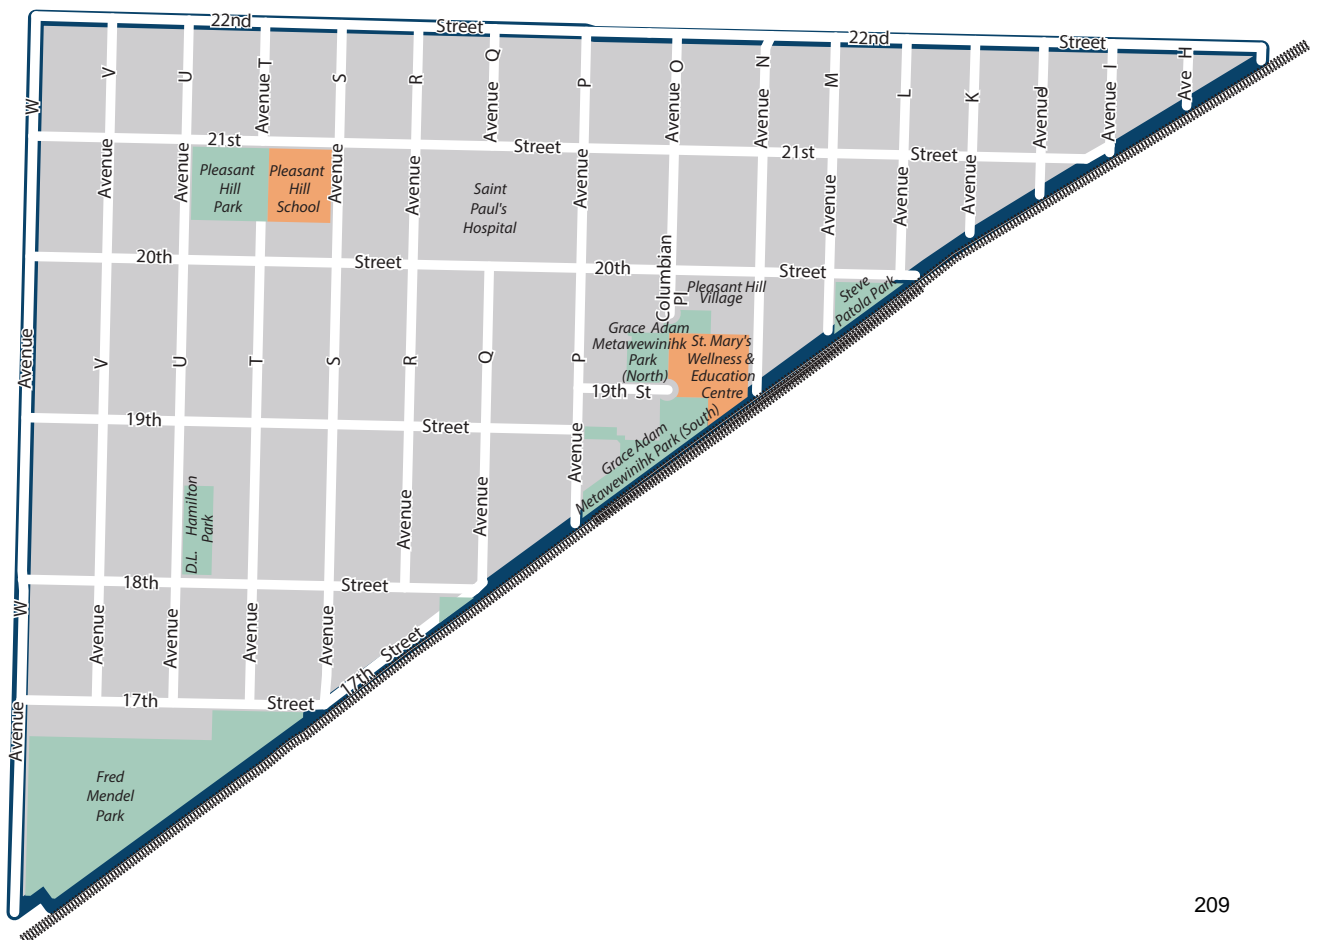 22nd
Street
22nd
Street
W
V
U
Avenue T
S
R
Avenue Q
P
Avenue O
Avenue N
M
L
K
Avenue J
Avenue I
Ave H
21st
Street
21st
Street
Avenue
Avenue
Avenue
Avenue
Avenue
Avenue
Avenue
Avenue
Pleasant
Hill
Park
Pleasant
Hill
School
Saint
Paul's
Hospital
20th
Street
20th
Street
Columbian
Pl
Pleasant Hill
Village
Steve
Patola Park
Grace Adam
Metawewinihk
Park
(North)
St. Mary's
Wellness &
Education
Centre
Avenue
V
U
T
S
R
Q
P
19th St
19th
Street
Avenue
Grace Adam
Metawewinihk Park (South)
D.L. Hamilton
Park
Avenue
Avenue
18th
Street
W
Avenue
Avenue
Avenue
Avenue
17th Street
17th
Street
Avenue
Fred
Mendel
Park
209